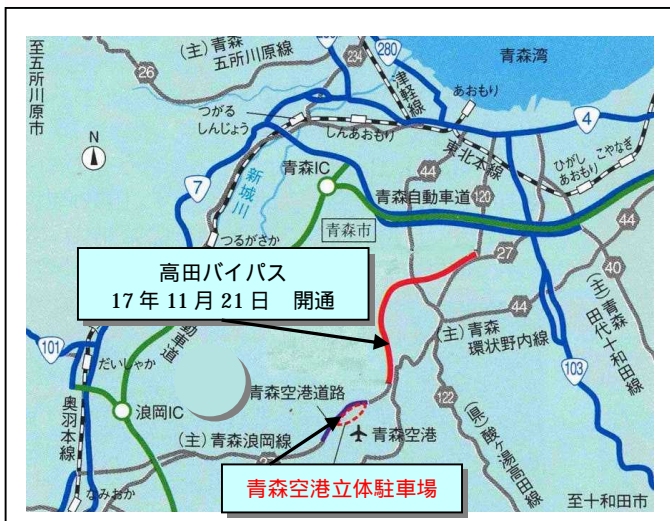 至五所川原市
(主)青森
五所川原線
26
234
280
津軽線
青森湾
あおもり
つがる
しんじょう
しんあおもり
4
東北本線
ひがし
あおもり
こやなぎ
N
新城川
青森IC
7
44
120
青森自動車道
青森市
つるがさか
27
44
40
高田バイパス
17年11月21日 開通
44
(主)青森
環状野内線
(主)青森
田代十和田線
101
動車道
だいしゃか
103
122
青森空港道路
浪岡IC
奥羽本線
(主)青森浪岡線
青森空港
(県)酸ヶ湯高田線
青森空港立体駐車場
なみおか
至十和田市